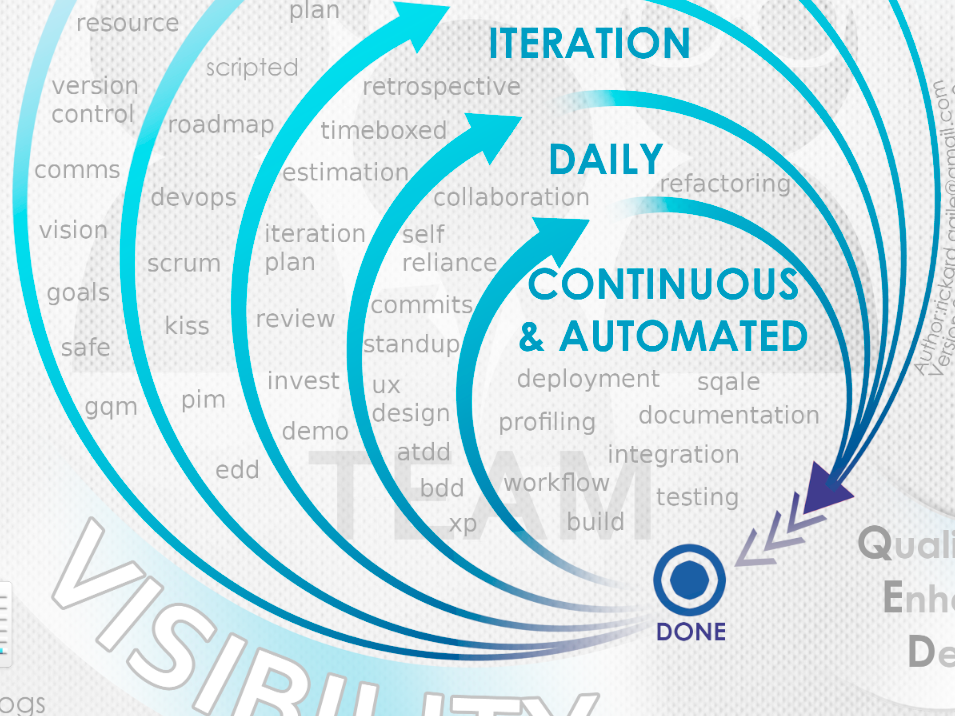 resource
plan
ITERATION
scripted
version
control
retrospective
roadmap
timeboxed
DAILY
comms
estimation
devops
collaboration
refactoring
vision
iteration
plan
self
reliance
scrum
goals
CONTINUOUS
& AUTOMATED
commits
kiss
review
safe
standup
invest
ux
design
deployment
sqale
gqm
pim
profiling
documentation
demo
atdd
integration
edd
bdd
workflow
testing
xp
build
TEAM
DONE
VISIBILITY
Quali
Enha
De
ogs
Author:rickard.agile@gmail.com